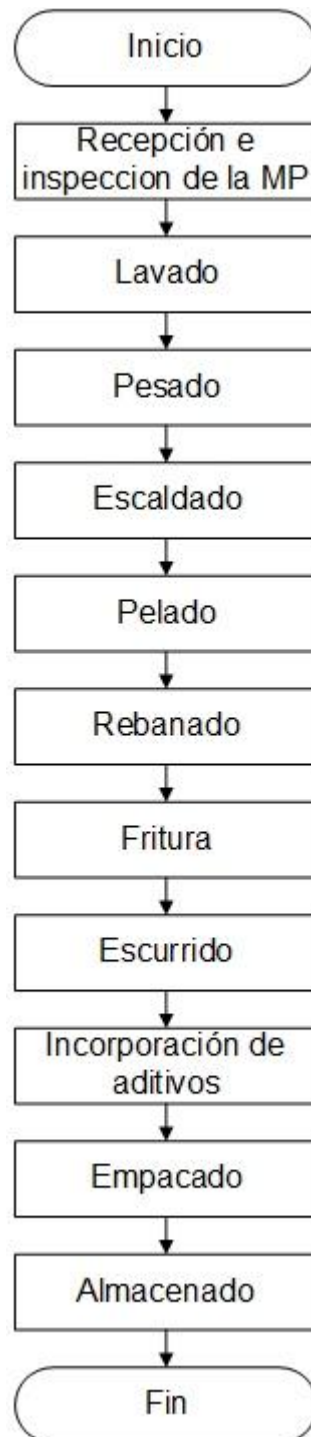 Inicio
Recepción e
inspeccion de la MP
Lavado
Pesado
Escaldado
Pelado
Rebanado
Fritura
Escurrido
Incorporación de
aditivos
Empacado
Almacenado
Fin